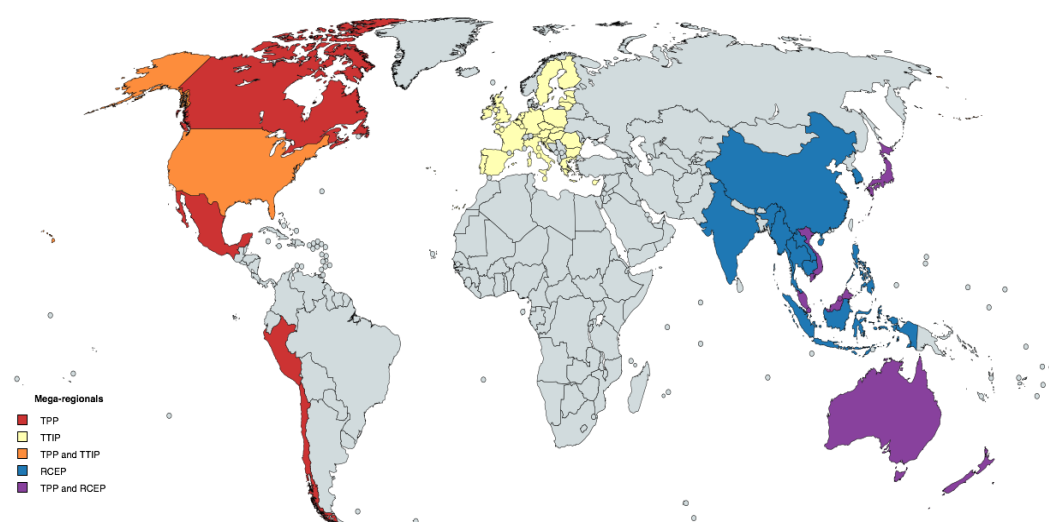 Mega-regionals
TPP
TTIP
TPP and TTIP
RCEP
TPP and RCEP